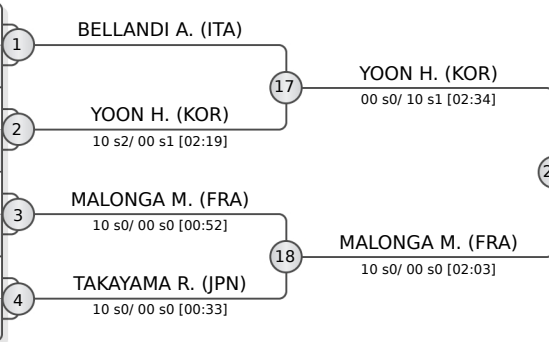 1
BELLANDI A. (ITA)
17
YOON H. (KOR)
00 s0/ 10 s1 [02:34]
2
YOON H. (KOR)
10 s2/ 00 s1 [02:19]
3
MALONGA M. (FRA)
10 s0/ 00 s0 [00:52]
18
MALONGA M. (FRA)
10 s0/ 00 s0 [02:03]
4
TAKAYAMA R. (JPN)
10 s0/ 00 s0 [00:33]